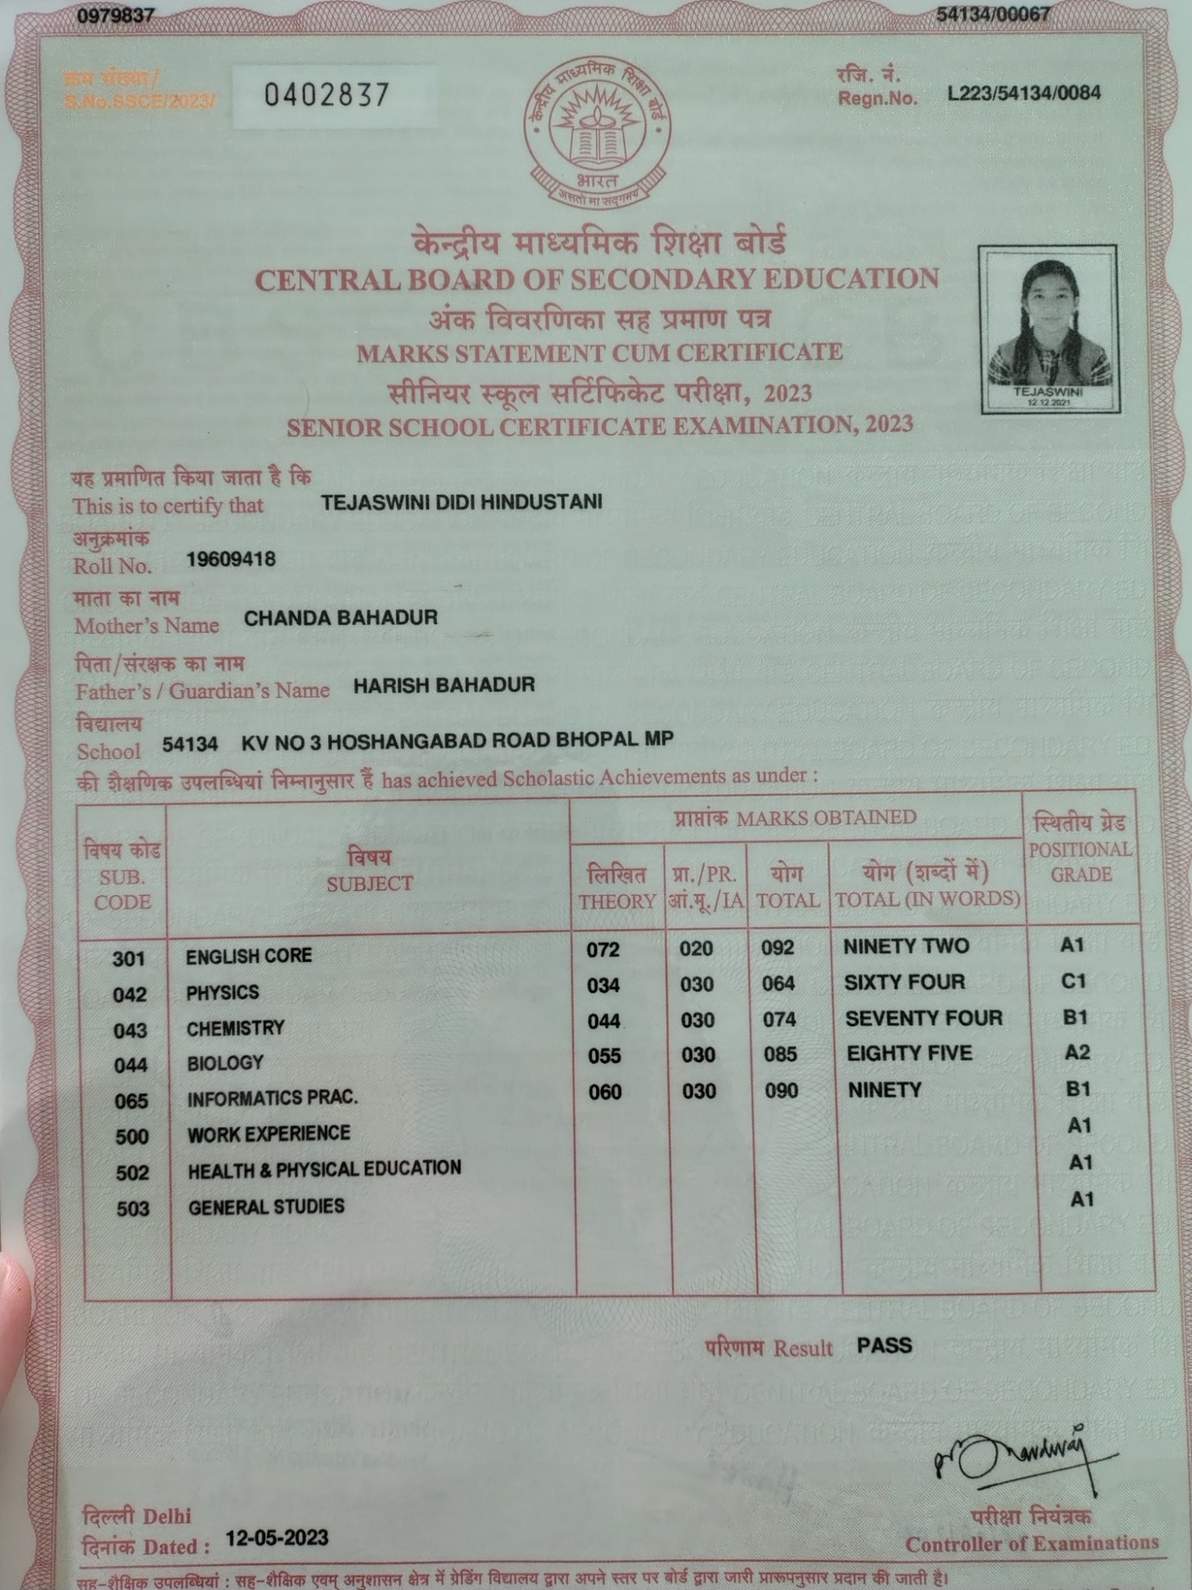 0979837
54134/00067
क्रम संख्या/
S.No.SSCE/2023/
0402837
रजि. नं.
Regn.No. L223/54134/0084
केन्द्रीय माध्यमिक शिक्षा बोर्ड
भारत
असतो मा सद्गमय
केन्द्रीय माध्यमिक शिक्षा बोर्ड
CENTRAL BOARD OF SECONDARY EDUCATION
अंक विवरणिका सह प्रमाण पत्र
MARKS STATEMENT CUM CERTIFICATE
सीनियर स्कूल सर्टिफिकेट परीक्षा, 2023
SENIOR SCHOOL CERTIFICATE EXAMINATION, 2023
TEJASWINI
12.12.2021
यह प्रमाणित किया जाता है कि
This is to certify that TEJASWINI DIDI HINDUSTANI
अनुक्रमांक
Roll No. 19609418
माता का नाम
Mother's Name CHANDA BAHADUR
पिता/संरक्षक का नाम
Father's / Guardian's Name HARISH BAHADUR
विद्यालय
School 54134 KV NO 3 HOSHANGABAD ROAD BHOPAL MP
की शैक्षणिक उपलब्धियां निम्नानुसार हैं has achieved Scholastic Achievements as under :
विषय कोड
SUB.
CODE
विषय
SUBJECT
प्राप्तांक MARKS OBTAINED
लिखित
THEORY
प्रा./PR.
आं.मू./IA
योग
TOTAL
योग (शब्दों में)
TOTAL (IN WORDS)
स्थितीय ग्रेड
POSITIONAL
GRADE
301 ENGLISH CORE 072 020 092 NINETY TWO A1
042 PHYSICS 034 030 064 SIXTY FOUR C1
043 CHEMISTRY 044 030 074 SEVENTY FOUR B1
044 BIOLOGY 055 030 085 EIGHTY FIVE A2
065 INFORMATICS PRAC. 060 030 090 NINETY B1
500 WORK EXPERIENCE A1
502 HEALTH & PHYSICAL EDUCATION A1
503 GENERAL STUDIES A1
परिणाम Result PASS
दिल्ली Delhi
दिनांक Dated : 12-05-2023
परीक्षा नियंत्रक
Controller of Examinations
सह-शैक्षिक उपलब्धियां : सह-शैक्षिक एवम् अनुशासन क्षेत्र में ग्रेडिंग विद्यालय द्वारा अपने स्तर पर बोर्ड द्वारा जारी प्रारूपनुसार प्रदान की जाती है।